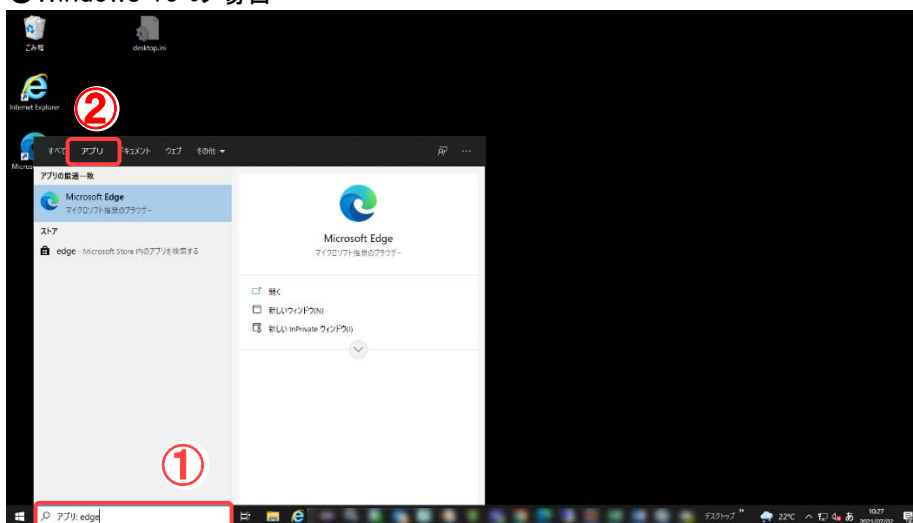 ●Windows 10 の場合
ごみ箱
desktop.ini
Internet Explorer
②
Micros
すべて アプリ ドキュメント ウェブ その他
アプリの最適一致
Microsoft Edge
マイクロソフト推奨のブラウザー
ストア
edge - Microsoft Store 内のアプリを検索する
Microsoft Edge
マイクロソフト推奨のブラウザー
開く
新しいウィンドウ(N)
新しい InPrivate ウィンドウ(I)
①
アプリ: edge
デスクトップ
22℃
あ
10:27
2021/07/02